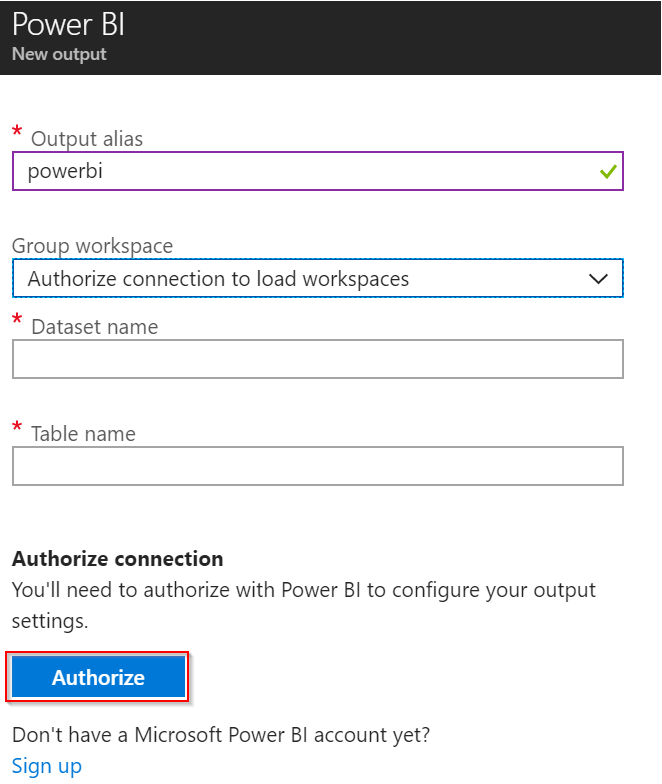 Power BI
New output
* Output alias
powerbi
Group workspace
Authorize connection to load workspaces
* Dataset name
* Table name
Authorize connection
You'll need to authorize with Power BI to configure your output
settings.
Authorize
Don't have a Microsoft Power BI account yet?
Sign up